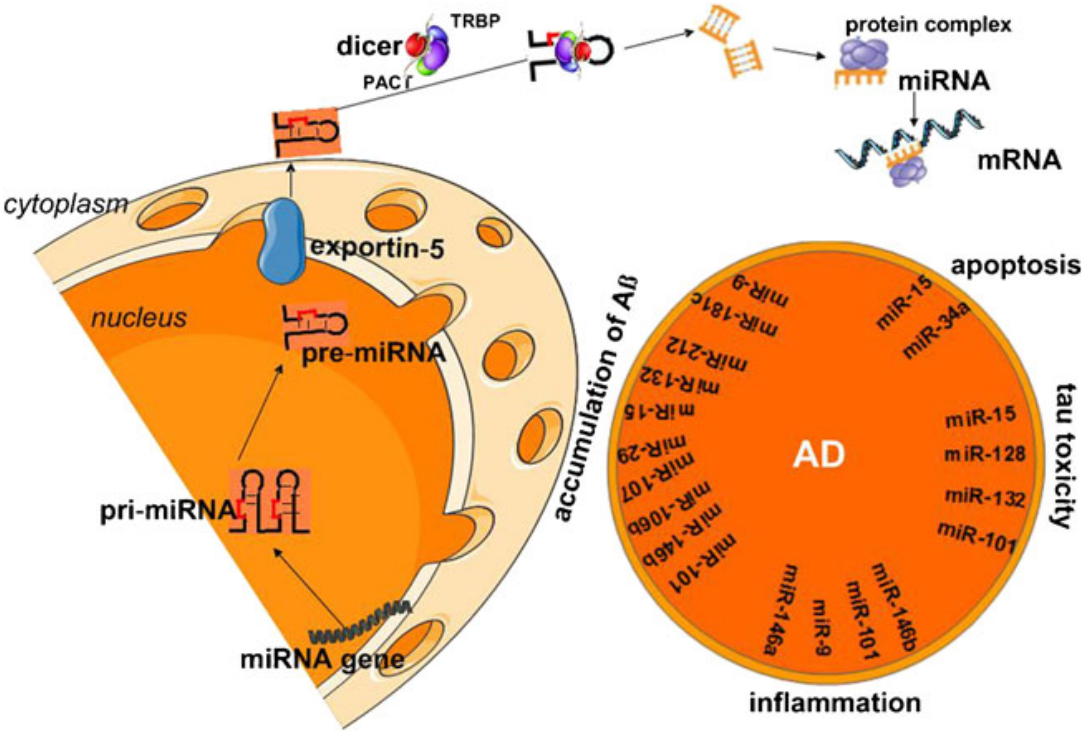 TRBP
dicer
PACT
protein complex
miRNA
mRNA
cytoplasm
exportin-5
nucleus
pre-miRNA
pri-miRNA
miRNA gene
accumulation of Aß
miR-9
miR-181c
miR-212
miR-132
miR-15
miR-29
miR-107
miR-106b
miR-146b
miR-101
apoptosis
miR-15
miR-34a
tau toxicity
miR-15
miR-128
miR-132
miR-101
AD
miR-146a
miR-9
miR-101
miR-146b
inflammation